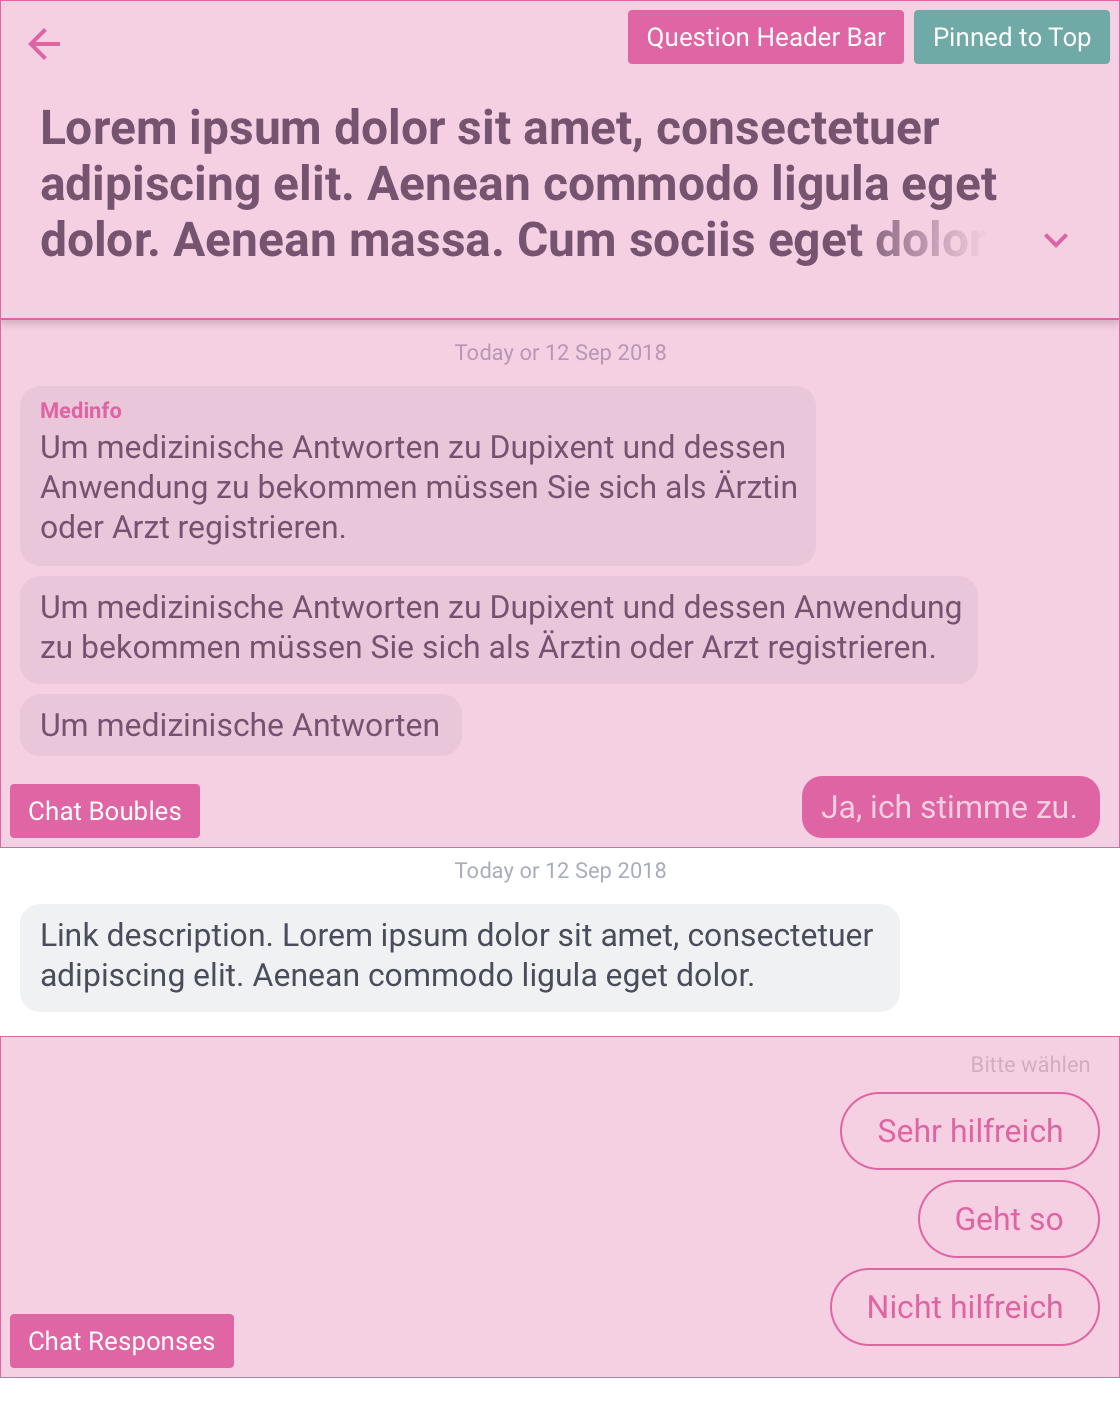 Question Header Bar
Pinned to Top
Lorem ipsum dolor sit amet, consectetuer
adipiscing elit. Aenean commodo ligula eget
dolor. Aenean massa. Cum sociis eget dolor
Today or 12 Sep 2018
Medinfo
Um medizinische Antworten zu Dupixent und dessen
Anwendung zu bekommen müssen Sie sich als Ärztin
oder Arzt registrieren.
Um medizinische Antworten zu Dupixent und dessen Anwendung
zu bekommen müssen Sie sich als Ärztin oder Arzt registrieren.
Um medizinische Antworten
Ja, ich stimme zu.
Chat Boubles
Today or 12 Sep 2018
Link description. Lorem ipsum dolor sit amet, consectetuer
adipiscing elit. Aenean commodo ligula eget dolor.
Bitte wählen
Sehr hilfreich
Geht so
Nicht hilfreich
Chat Responses